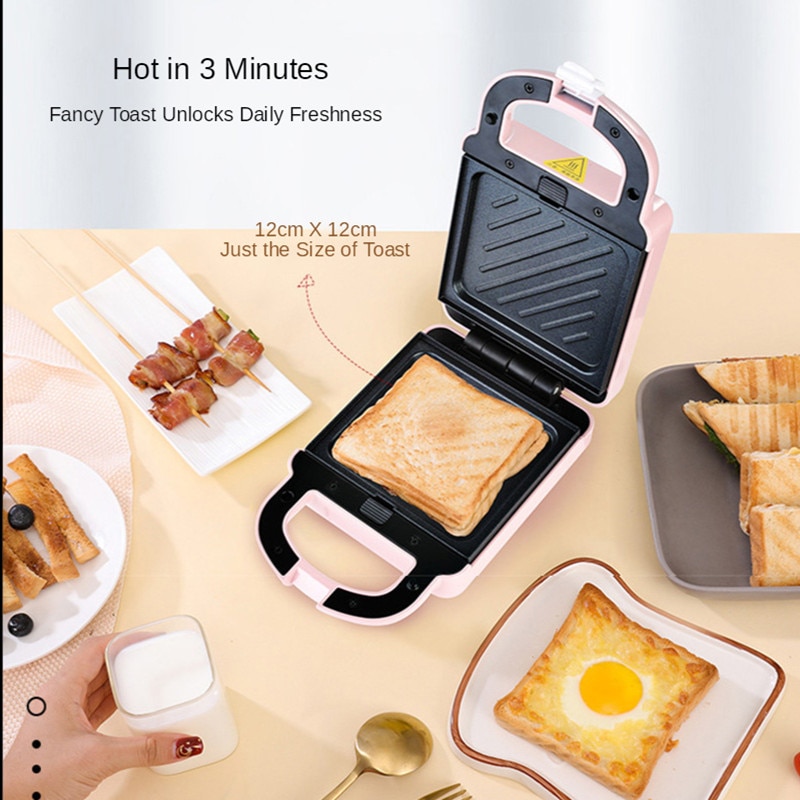 Hot in 3 Minutes
Fancy Toast Unlocks Daily Freshness
12cm X 12cm
Just the Size of Toast